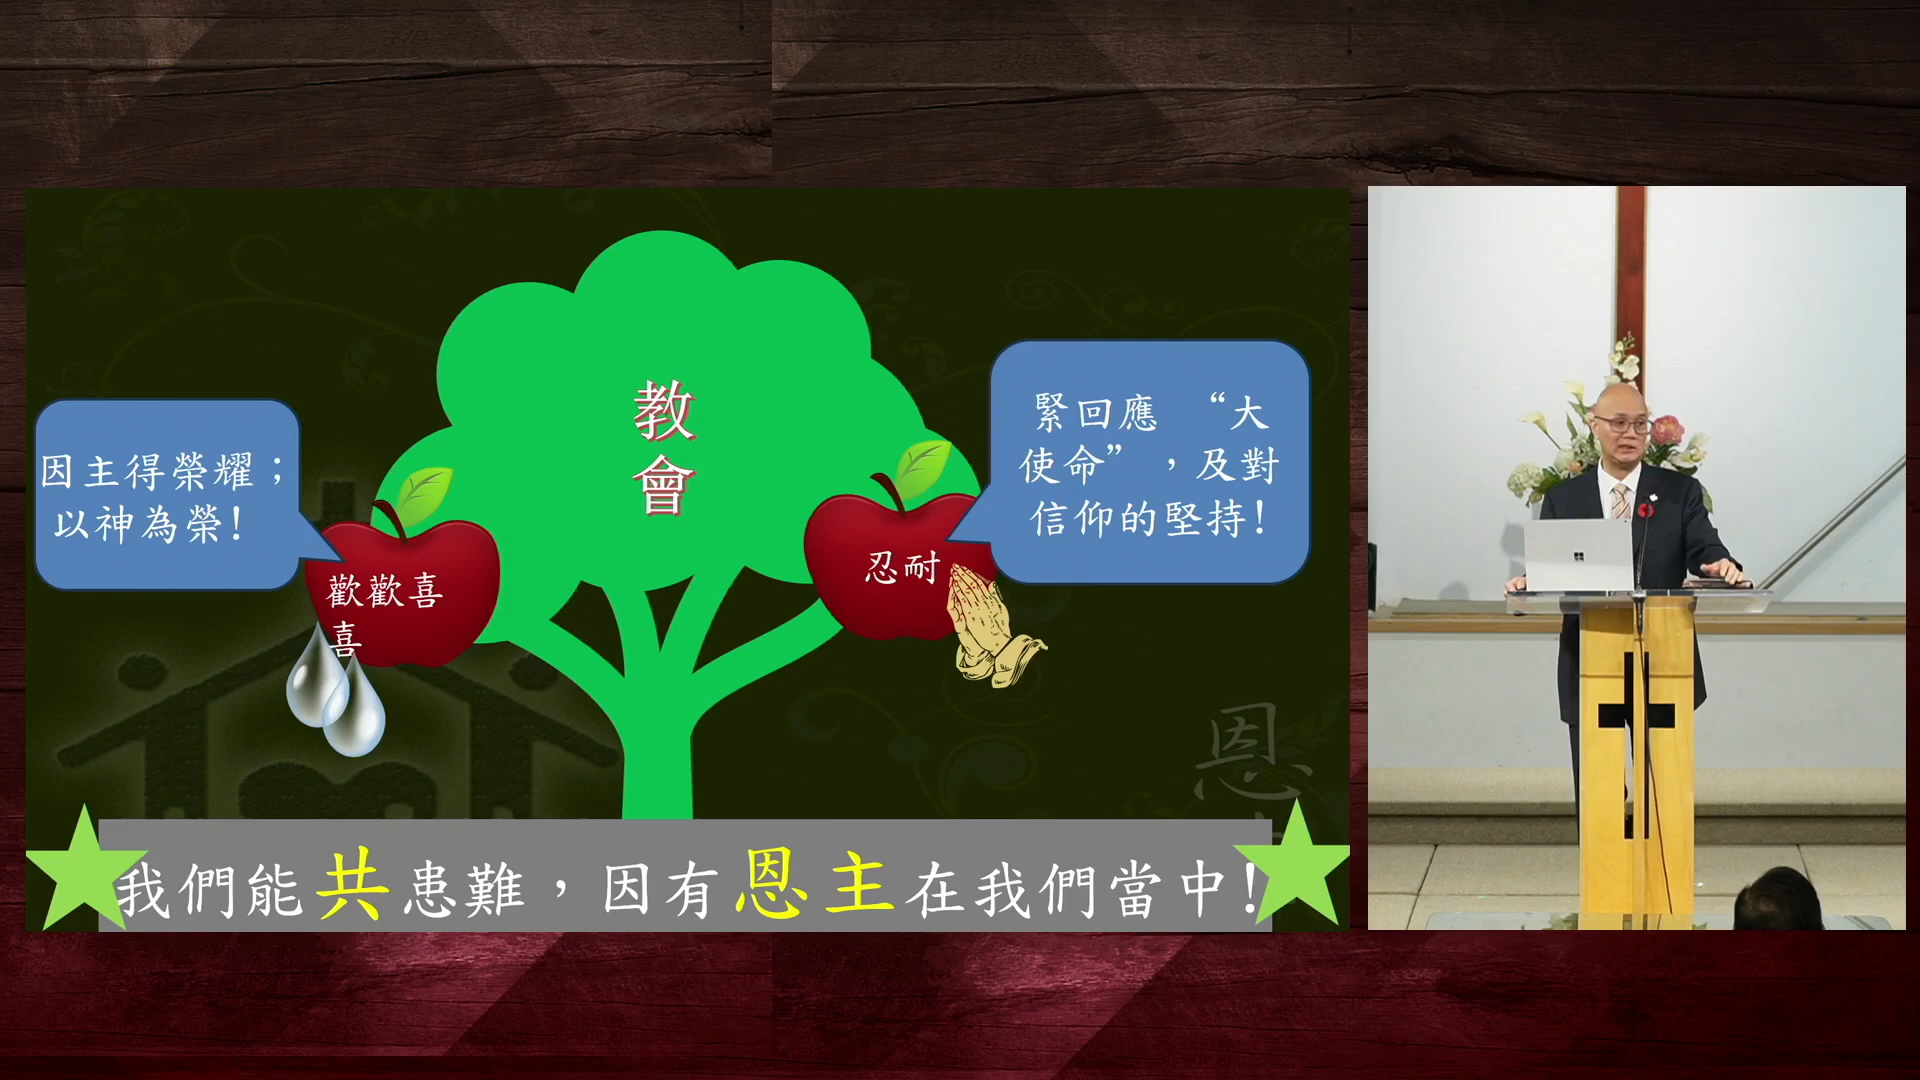 教
會
因主得榮耀；
以神為榮！
歡歡喜
喜
忍耐
緊回應 “大
使命”，及對
信仰的堅持！
恩
我們能共患難，因有恩主在我們當中！